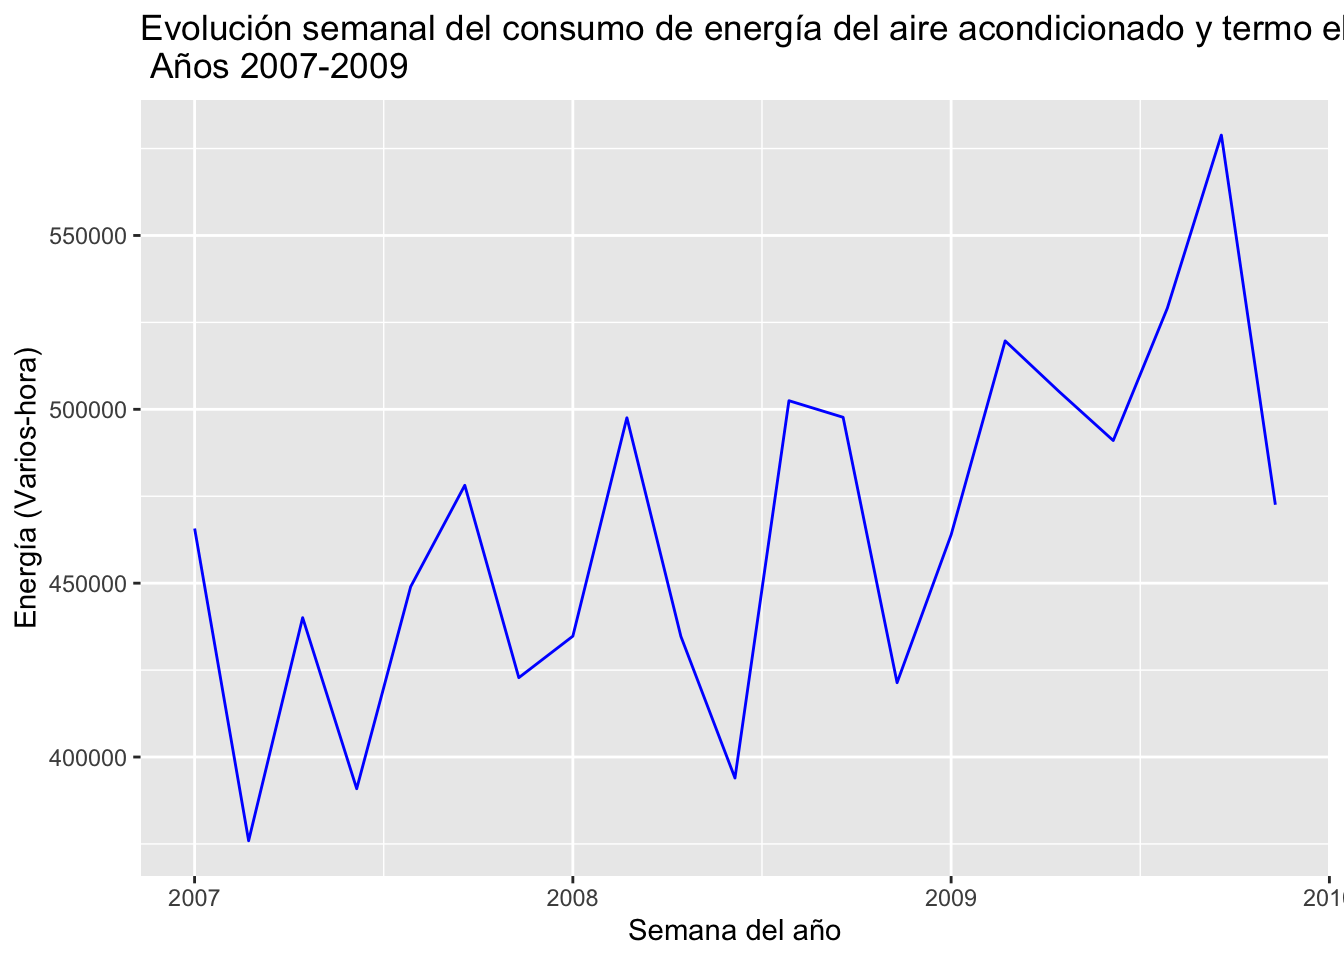 Evolución semanal del consumo de energía del aire acondicionado y termo el
Años 2007-2009
Energía (Varios-hora)
550000
500000
450000
400000
2007
2008
2009
201
Semana del año